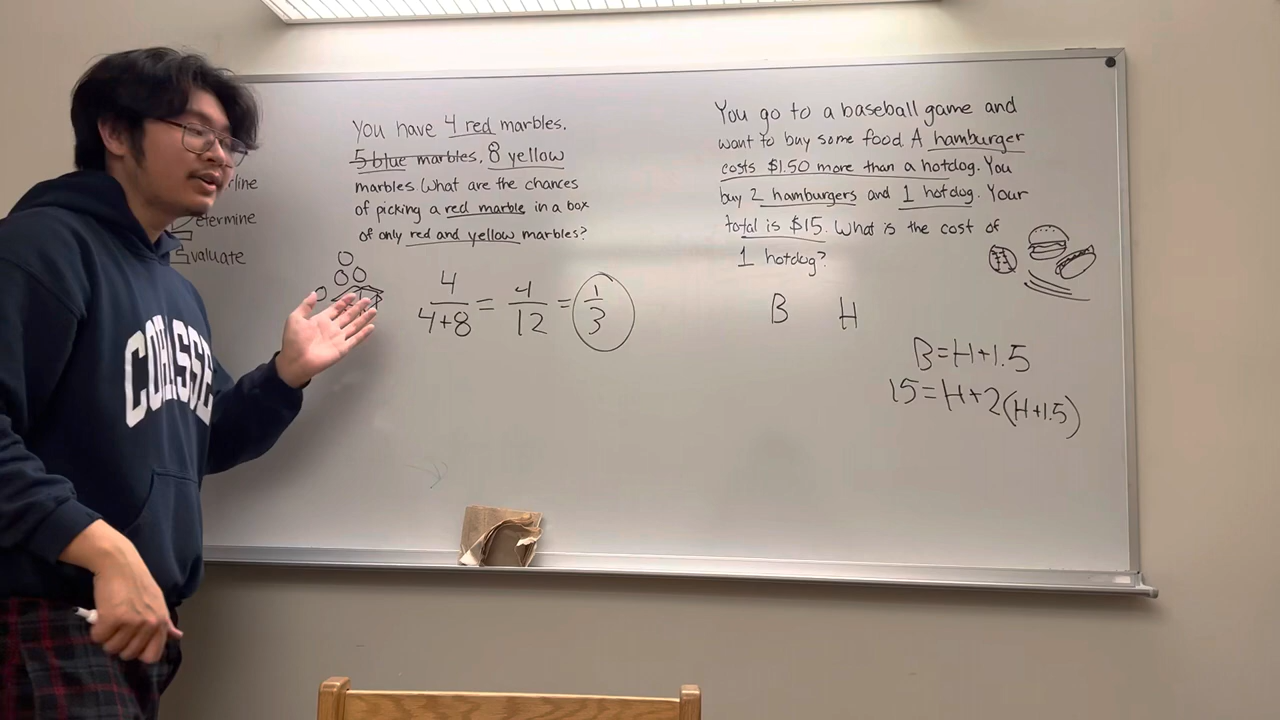 You have 4 red marbles.
5 blue marbles, 8 yellow
marbles. What are the chances
of picking a red marble in a box
of only red and yellow marbles?
4/4+8 = 4/12 = 1/3
You go to a baseball game and
want to buy some food. A hamburger
costs $1.50 more than a hotdog. You
buy 2 hamburgers and 1 hotdog. Your
total is $15. What is the cost of
1 hotdog?
B H
B=H+1.5
15=H+2(H+1.5)
etermine
valuate
COHASSE